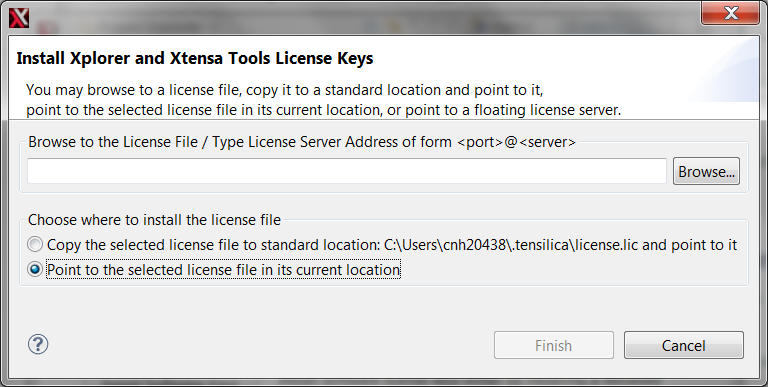 Install Xplorer and Xtensa Tools License Keys
You may browse to a license file, copy it to a standard location and point to it,
point to the selected license file in its current location, or point to a floating license server.
Browse to the License File / Type License Server Address of form <port>@<server>
Browse...
Choose where to install the license file
Copy the selected license file to standard location: C:\Users\cnh20438\.tensilica\license.lic and point to it
Point to the selected license file in its current location
?
Finish
Cancel